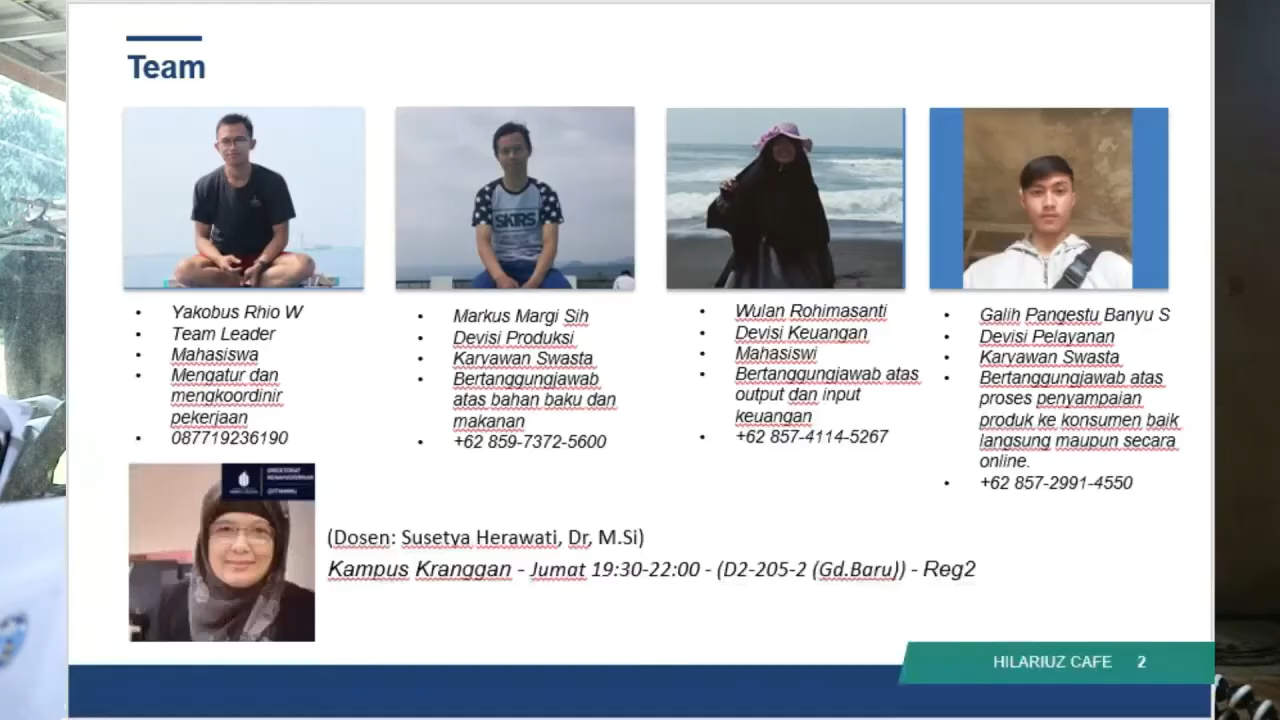 Team
SKIRS
Yakobus Rhio W
Team Leader
Mahasiswa
Mengatur dan
mengkoordinir
pekerjaan
087719236190
Markus Margi Sih
Devisi Produksi
Karyawan Swasta
Bertanggungjawab
atas bahan baku dan
makanan
+62 859-7372-5600
Wulan Rohimasanti
Devisi Keuangan
Mahasiswi
Bertanggungjawab atas
output dan input
keuangan
+62 857-4114-5267
Galih Pangestu Banyu S
Devisi Pelayanan
Karyawan Swasta
Bertanggungjawab atas
proses penyampaian
produk ke konsumen baik
langsung maupun secara
online.
+62 857-2991-4550
DIREKTORAT
(Dosen: Susetya Herawati, Dr, M.Si)
Kampus Kranggan - Jumat 19:30-22:00 - (D2-205-2 (Gd.Baru)) - Reg2
HILARIUZ CAFE 2